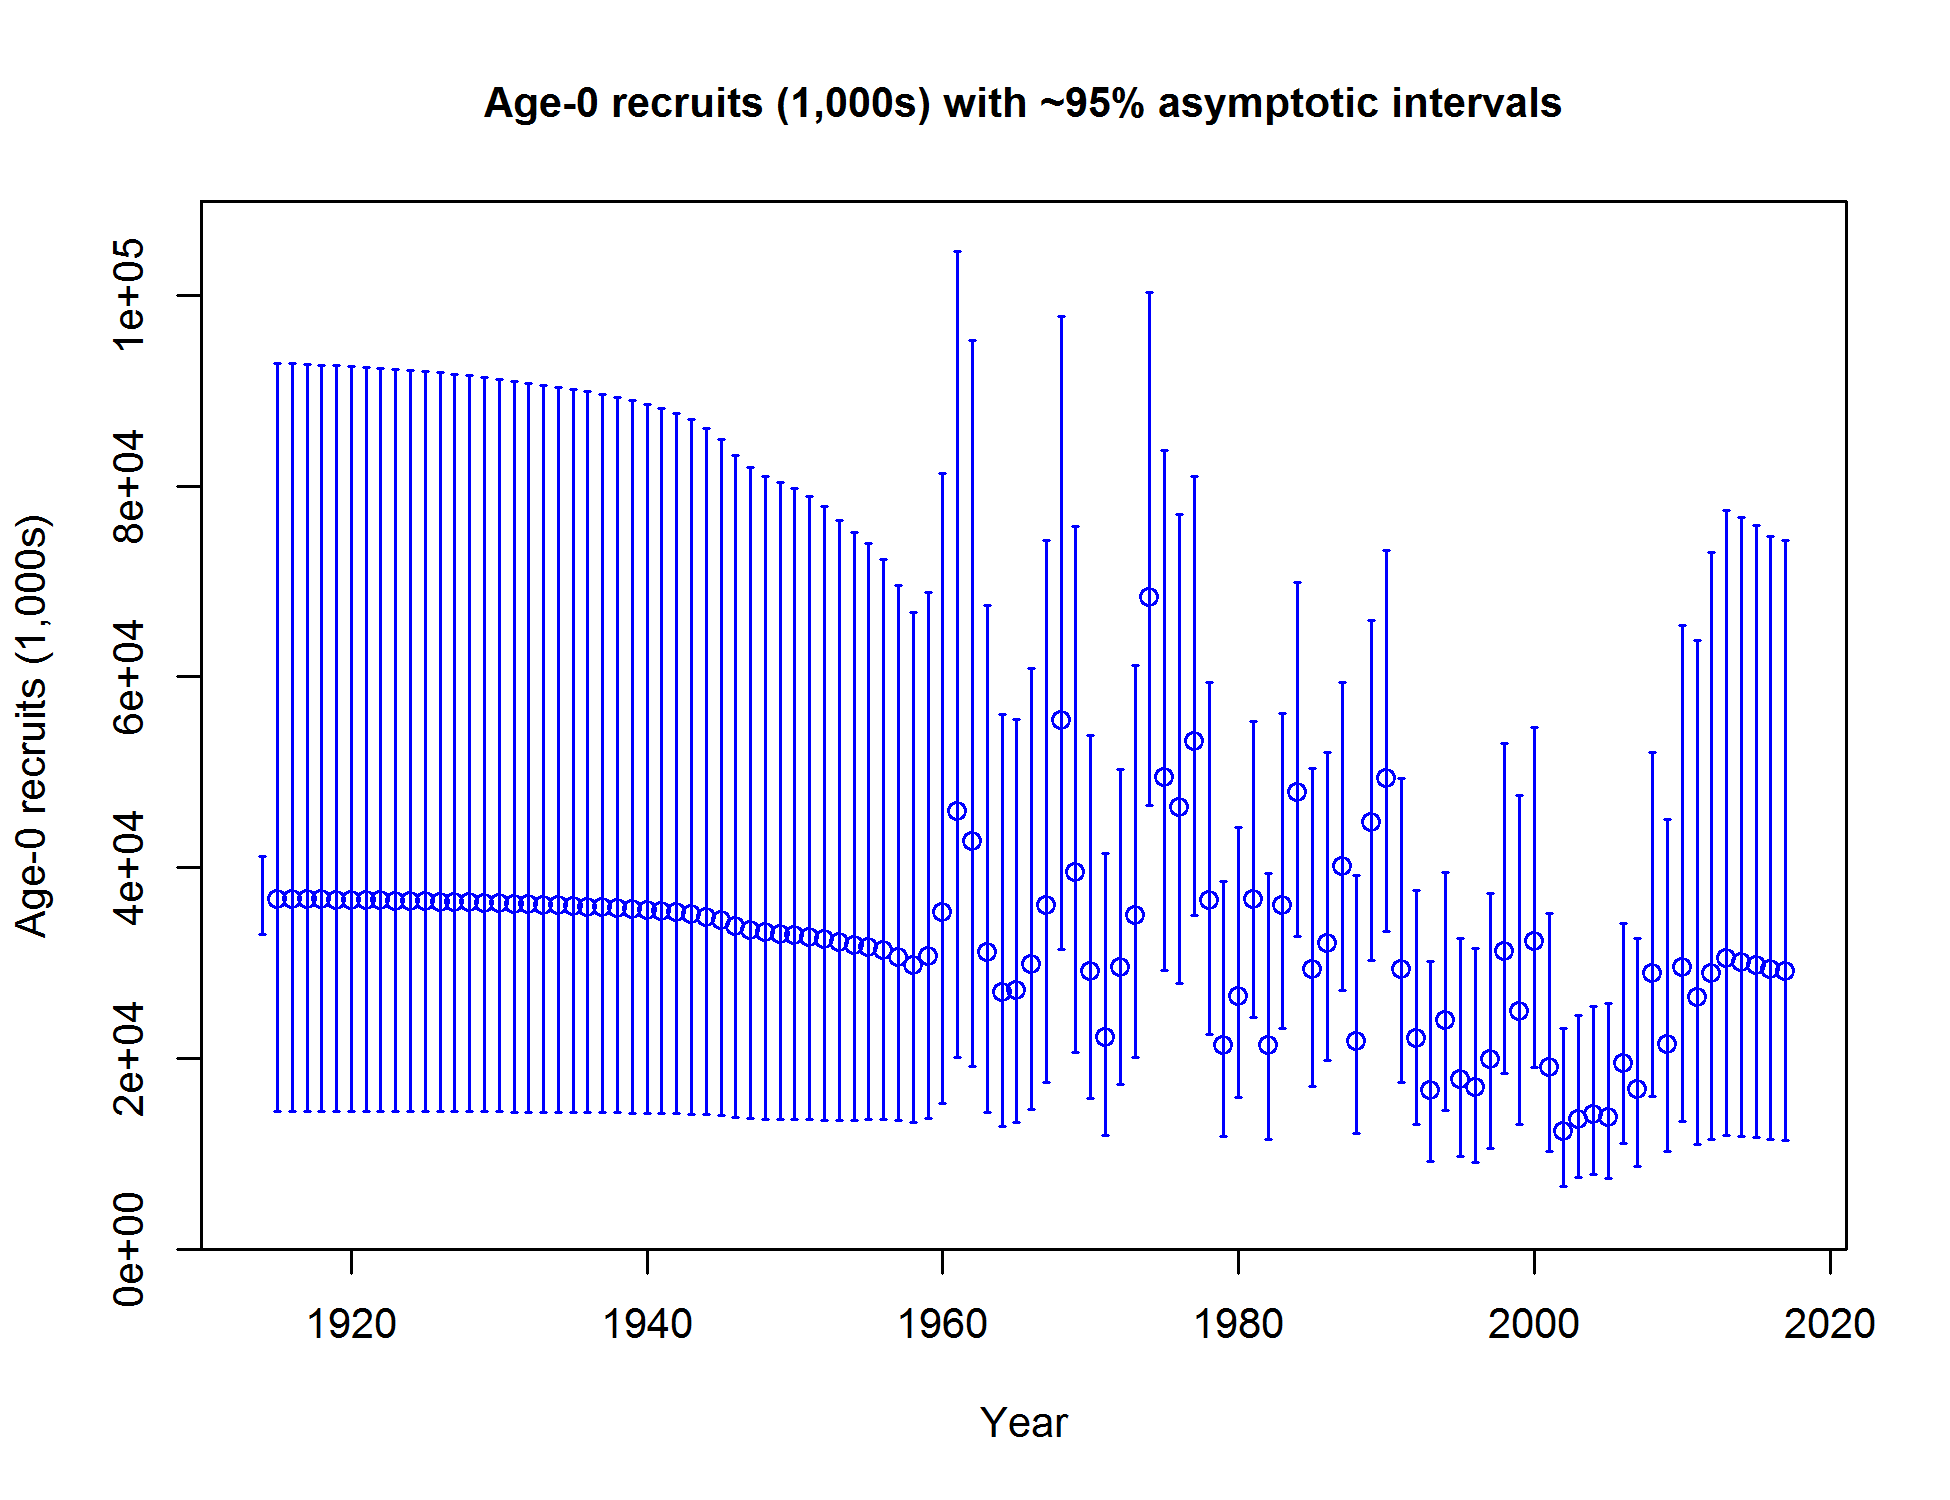 Age-0 recruits (1,000s) with ~95% asymptotic intervals
Age-0 recruits (1,000s)
1e+05
8e+04
6e+04
4e+04
2e+04
0e+00
1920 1940 1960 1980 2000 2020
Year